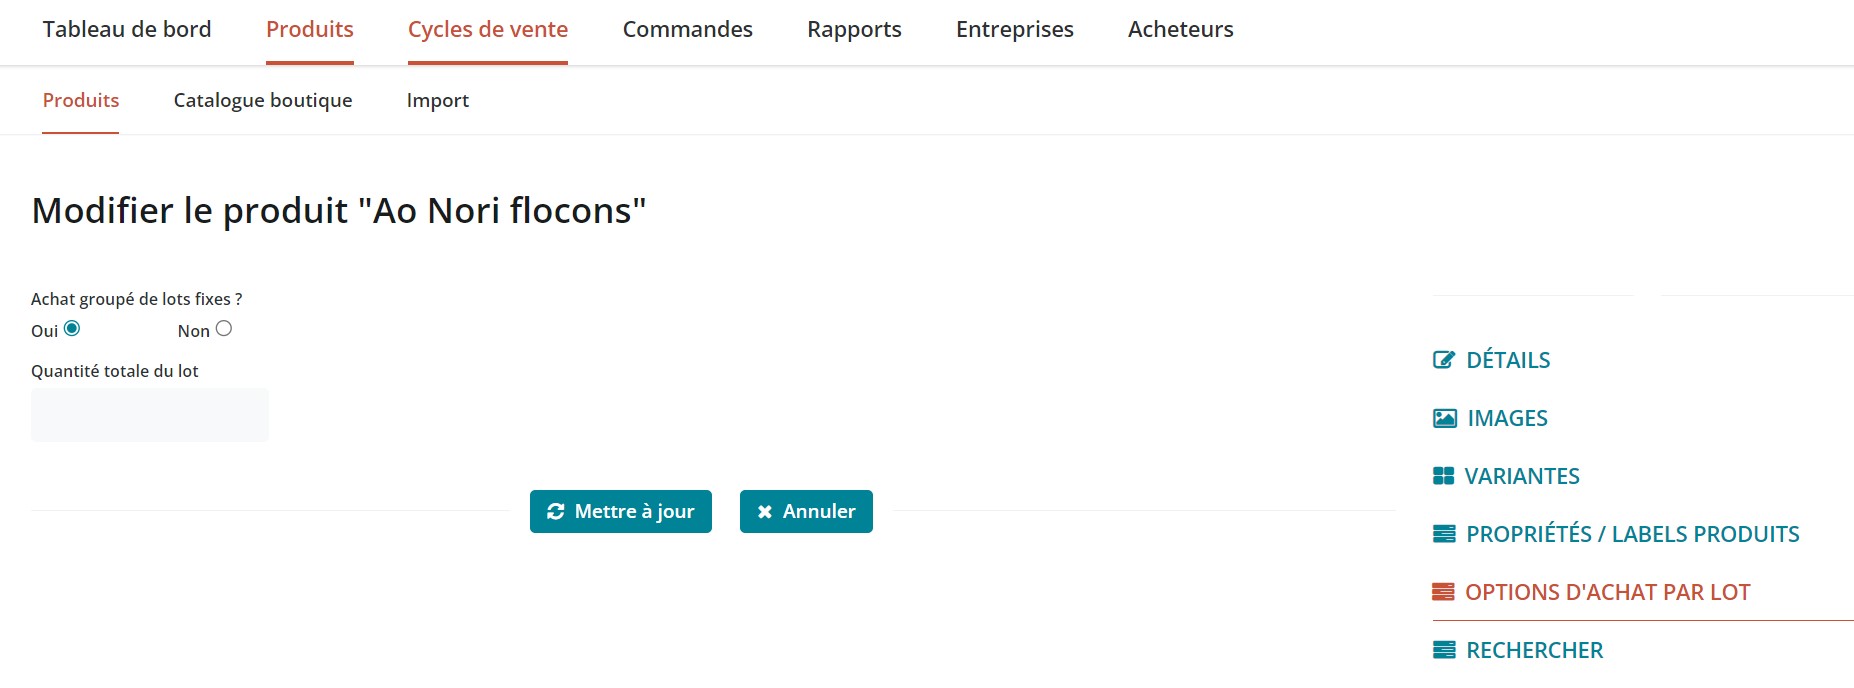 Tableau de bord Produits Cycles de vente Commandes Rapports Entreprises Acheteurs
Produits Catalogue boutique Import
Modifier le produit "Ao Nori flocons"
Achat groupé de lots fixes ?
Oui Non
Quantité totale du lot
Mettre à jour Annuler
DÉTAILS
IMAGES
VARIANTES
PROPRIÉTÉS / LABELS PRODUITS
OPTIONS D'ACHAT PAR LOT
RECHERCHER